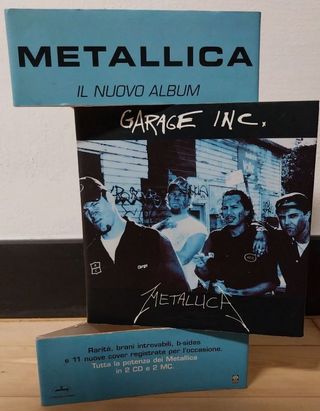 METALLICA
IL NUOVO ALBUM
GARAGE INC.
METALLICA
Rarità, brani introvabili, b-sides
e 11 nuove cover registrate per l'occasione.
Tutta la potenza dei Metallica
in 2 CD e 2 MC.